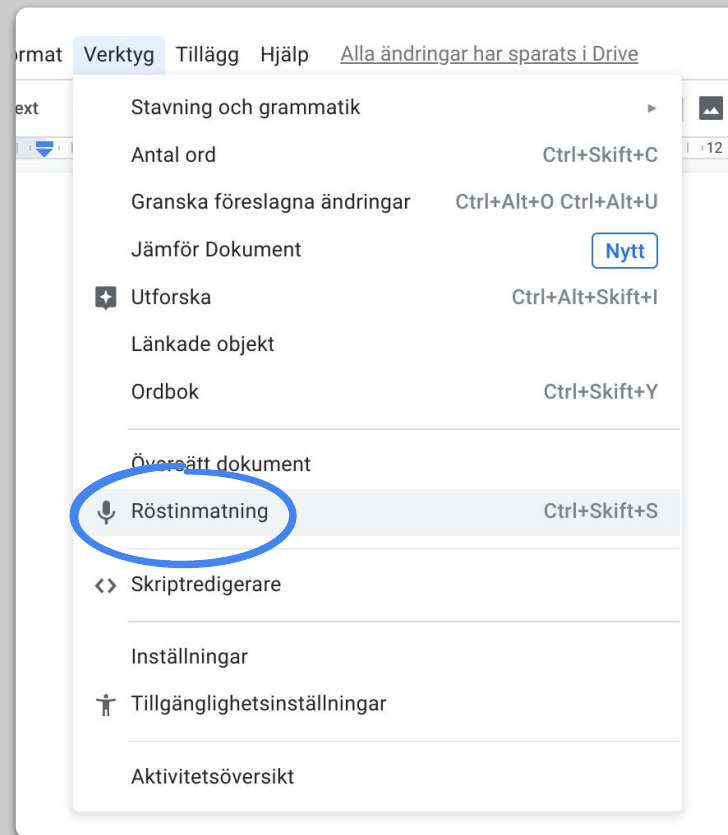 ormat Verktyg Tillägg Hjälp Alla ändringar har sparats i Drive
ext
12
Stavning och grammatik
Antal ord Ctrl+Skift+C
Granska föreslagna ändringar Ctrl+Alt+O Ctrl+Alt+U
Jämför Dokument Nytt
Utforska Ctrl+Alt+Skift+I
Länkade objekt
Ordbok Ctrl+Skift+Y
Översätt dokument
Röstinmatning Ctrl+Skift+S
Skriptredigerare
Inställningar
Tillgänglighetsinställningar
Aktivitetsöversikt